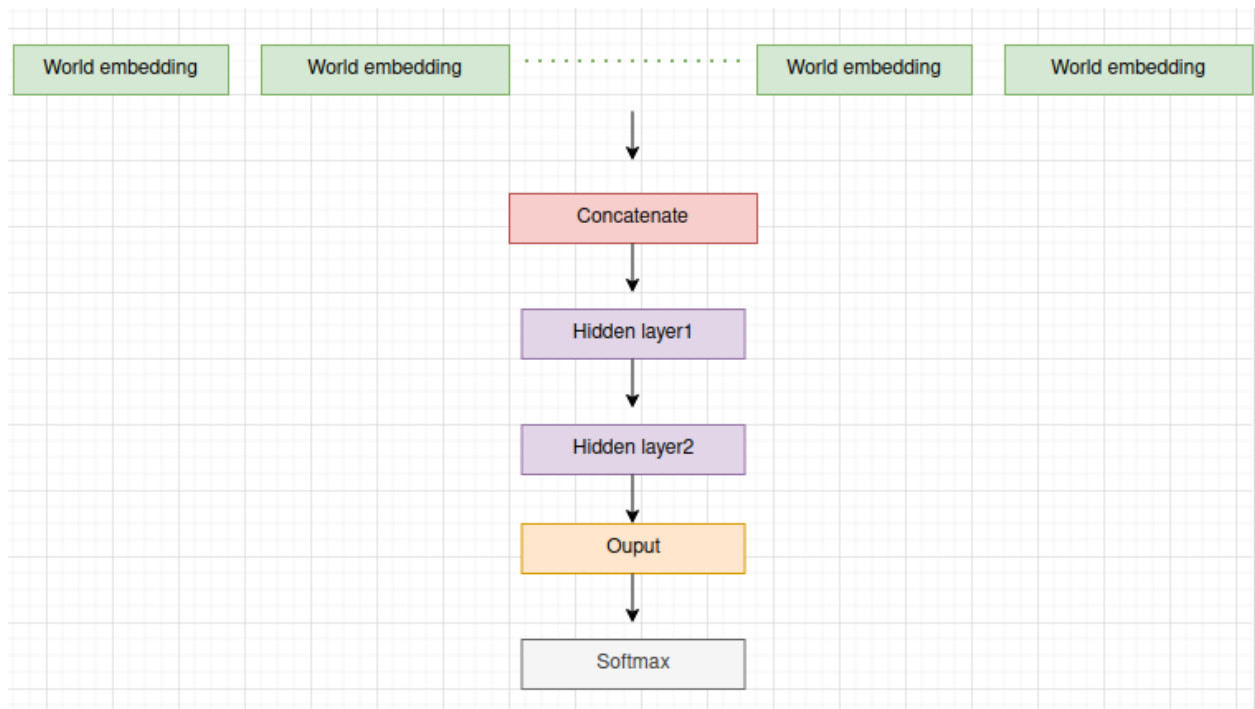 World embedding
World embedding
World embedding
World embedding
Concatenate
Hidden layer1
Hidden layer2
Ouput
Softmax